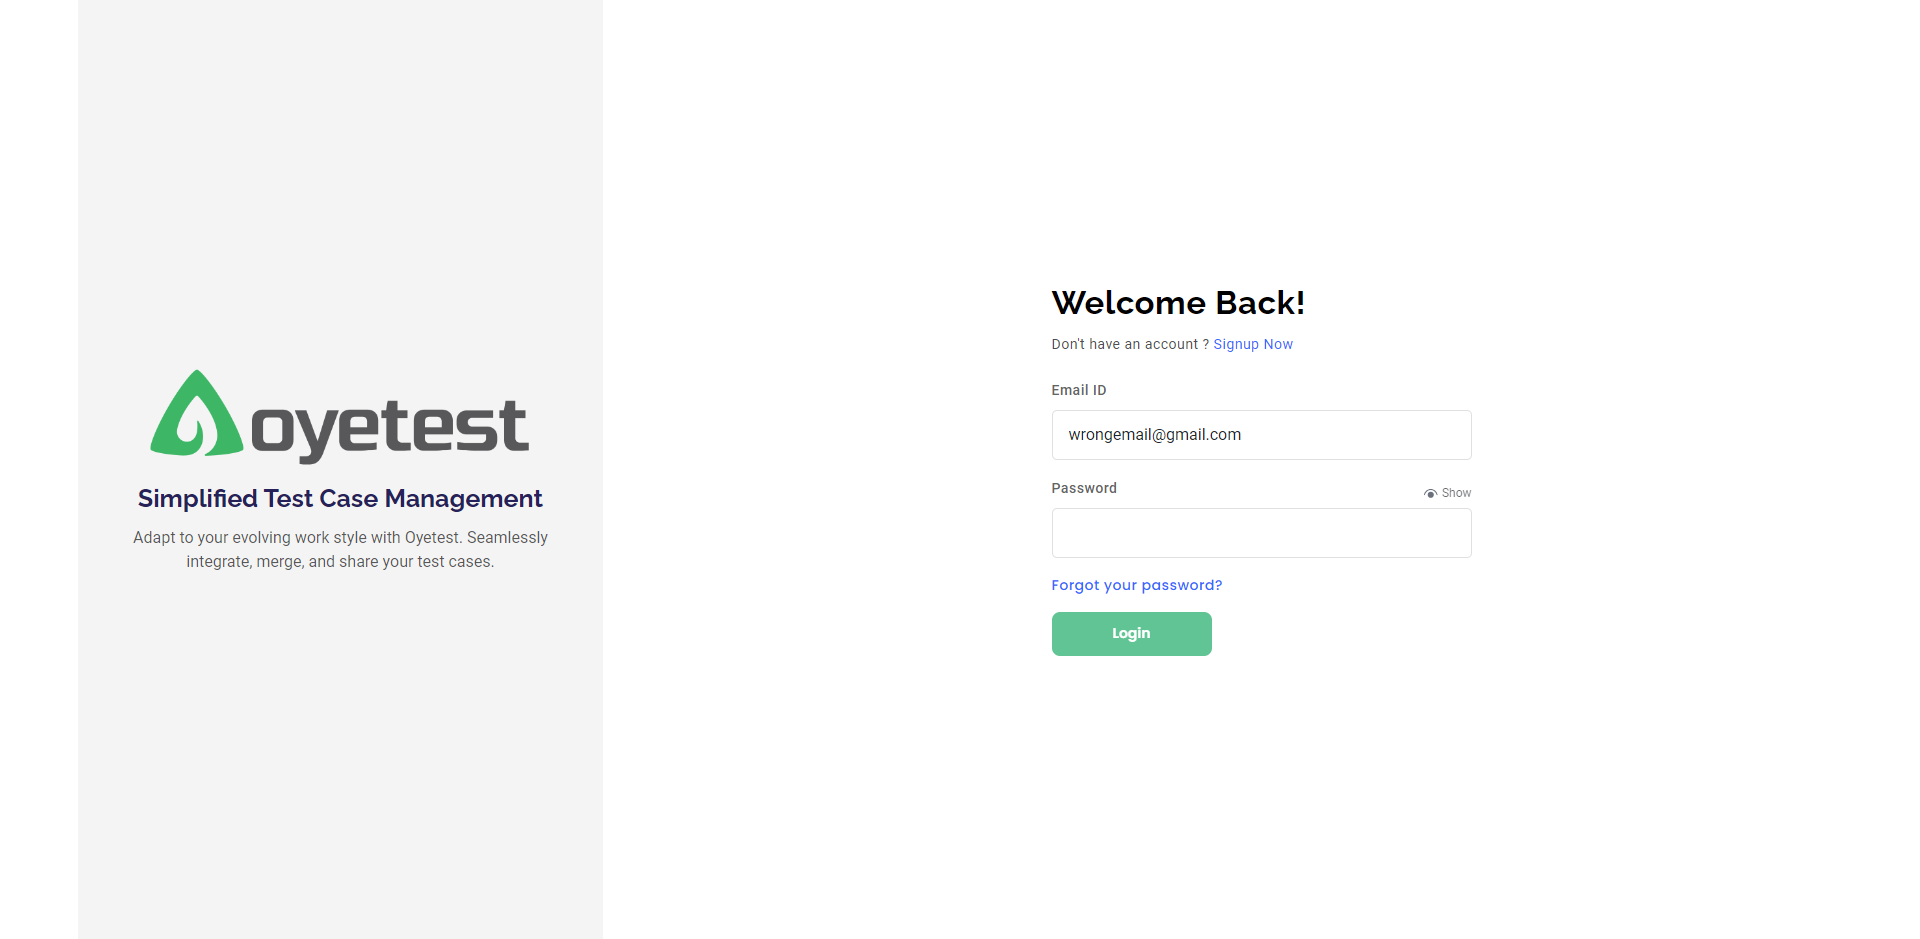 oyetest
Simplified Test Case Management
Adapt to your evolving work style with Oyetest. Seamlessly
integrate, merge, and share your test cases.
Welcome Back!
Don't have an account ? Signup Now
Email ID
wrongemail@gmail.com
Password
Show
Forgot your password?
Login